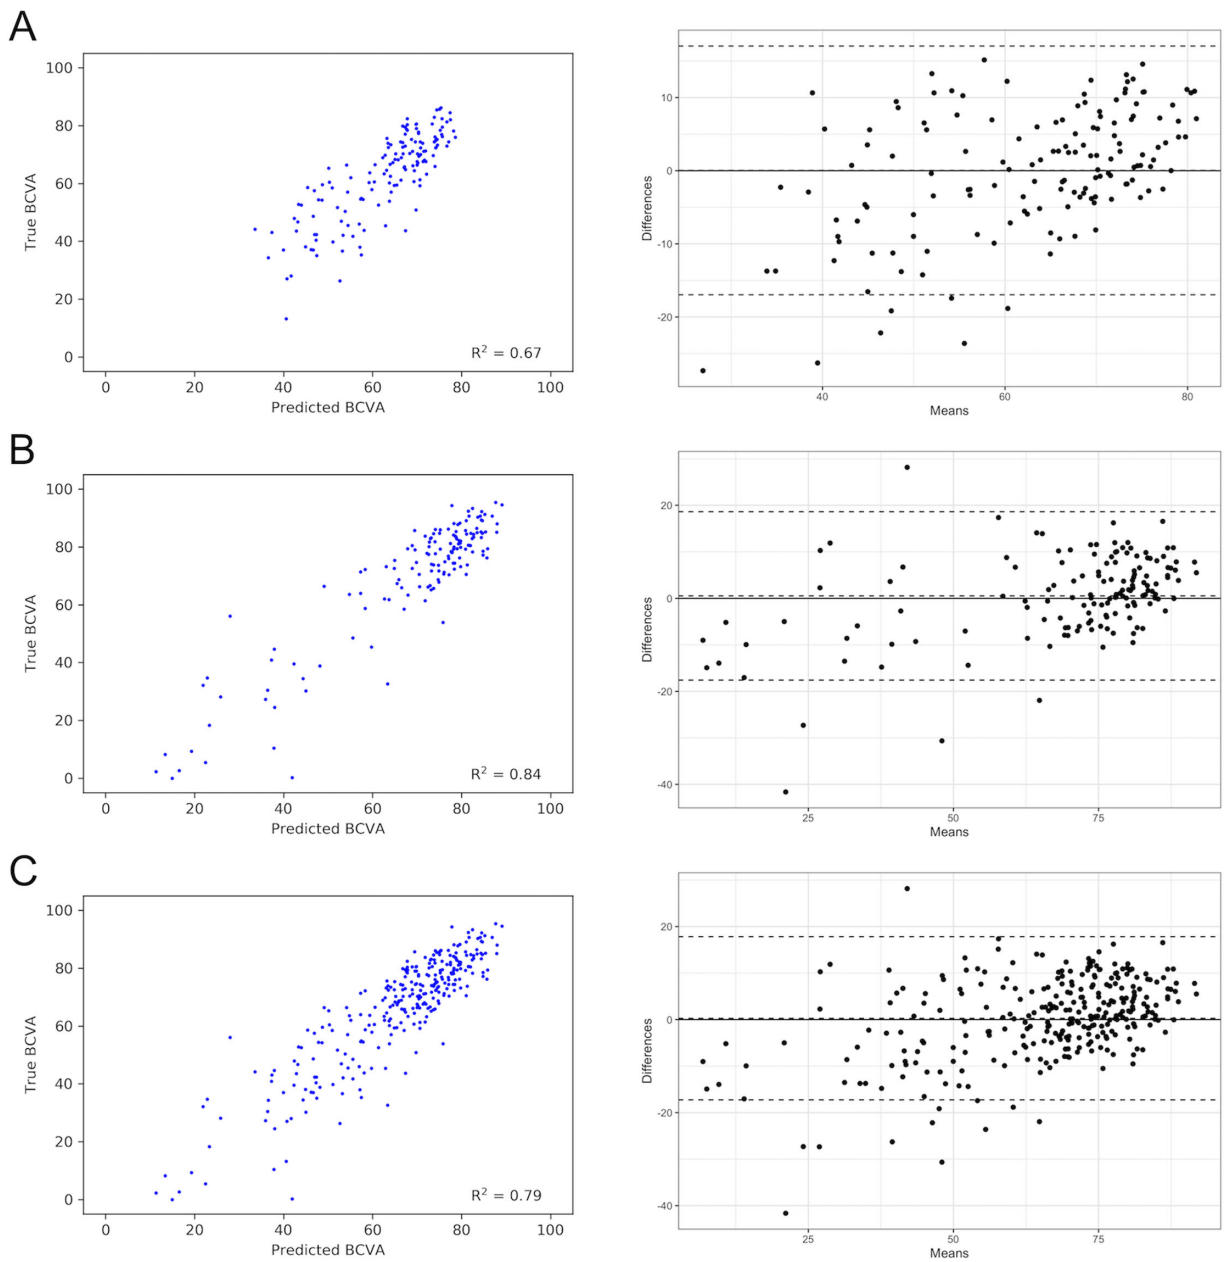 A
100
80
60
40
20
0
R² = 0.67
0 20 40 60 80 100
Predicted BCVA
True BCVA
10
0
-10
-20
40 60 80
Means
Differences
B
100
80
60
40
20
0
R² = 0.84
0 20 40 60 80 100
Predicted BCVA
True BCVA
20
0
-20
-40
25 50 75
Means
Differences
C
100
80
60
40
20
0
R² = 0.79
0 20 40 60 80 100
Predicted BCVA
True BCVA
20
0
-20
-40
25 50 75
Means
Differences